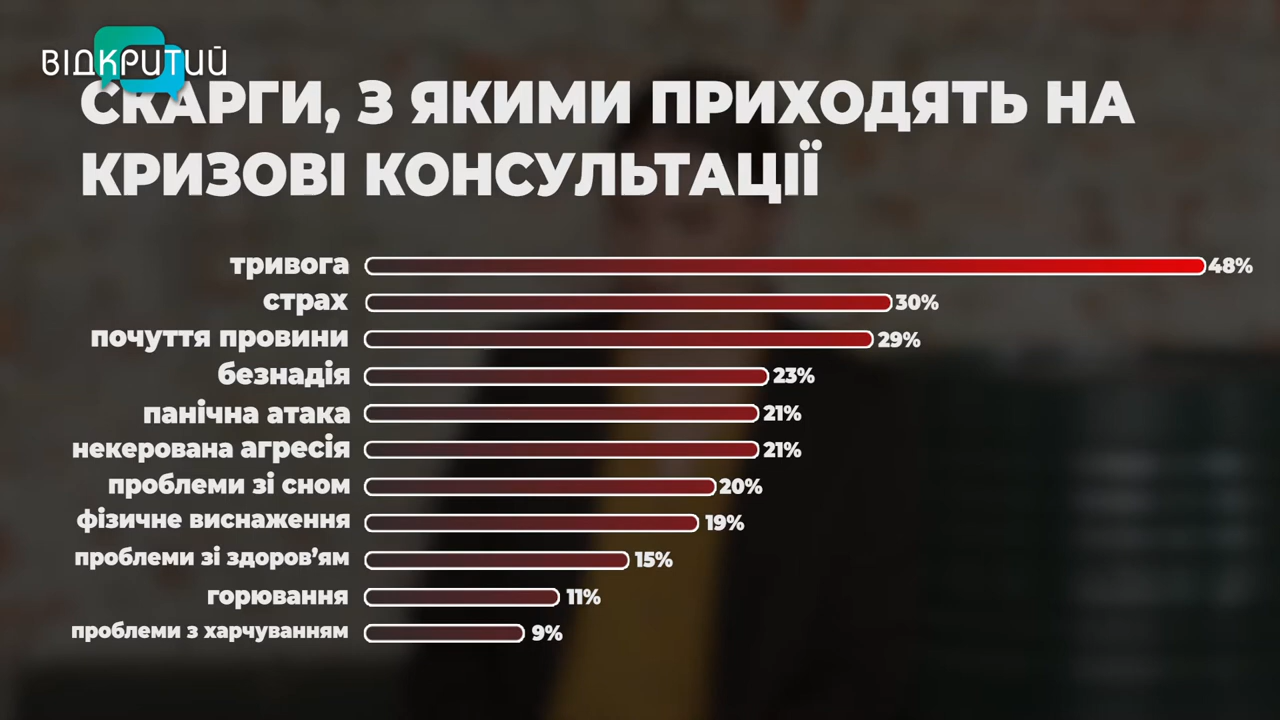 ВІДКРИТИЙ
СКАРГИ, З ЯКИМИ ПРИХОДЯТЬ НА
КРИЗОВІ КОНСУЛЬТАЦІЇ
тривога 48%
страх 30%
почуття провини 29%
безнадія 23%
панічна атака 21%
некерована агресія 21%
проблеми зі сном 20%
фізичне виснаження 19%
проблеми зі здоров’ям 15%
горювання 11%
проблеми з харчуванням 9%